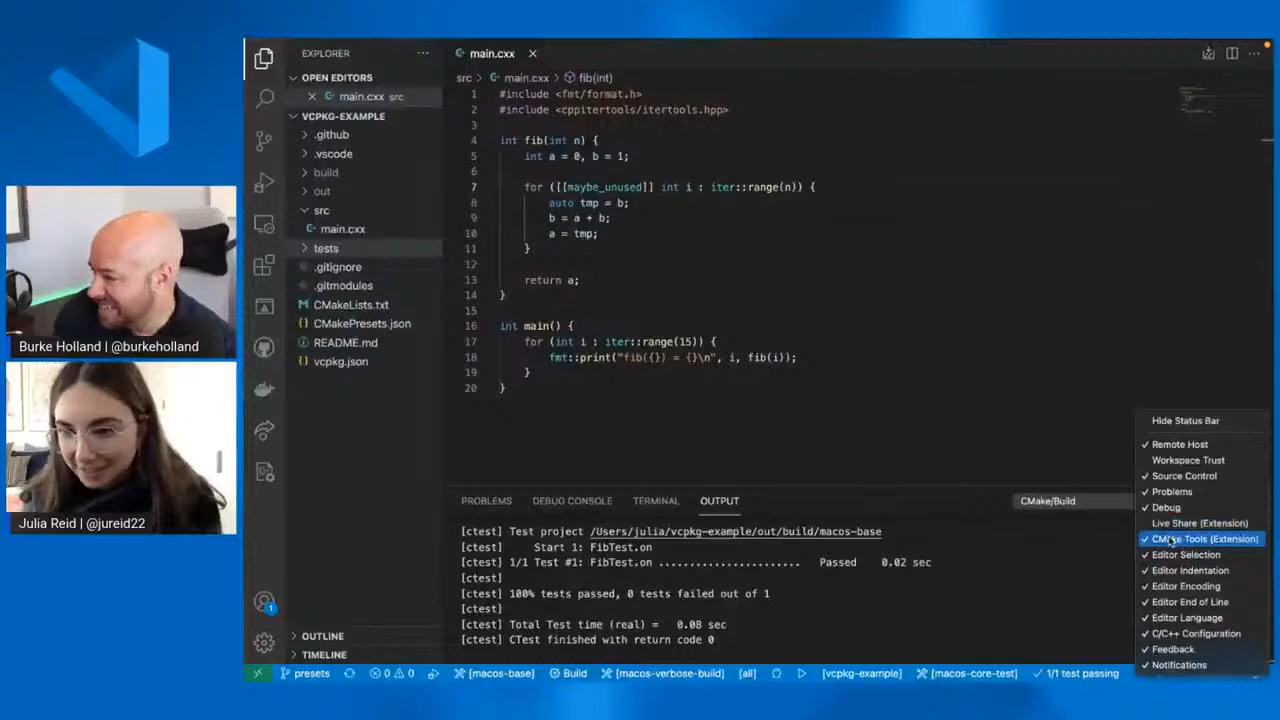 Burke Holland | @burkeholland
Julia Reid | @jureid22
EXPLORER
OPEN EDITORS
main.cxx src
VCPKG-EXAMPLE
.github
.vscode
build
out
src
main.cxx
tests
.gitignore
.gitmodules
CMakeLists.txt
CMakePresets.json
README.md
vcpkg.json
OUTLINE
TIMELINE
1
main.cxx
src > main.cxx > fib(int)
1 #include <fmt/format.h>
2 #include <cppitertools/itertools.hpp>
3
4 int fib(int n) {
5 int a = 0, b = 1;
6
7 for ([[maybe_unused]] int i : iter::range(n)) {
8 auto tmp = b;
9 b = a + b;
10 a = tmp;
11 }
12
13 return a;
14 }
15
16 int main() {
17 for (int i : iter::range(15)) {
18 fmt::print("fib({}) = {}\n", i, fib(i));
19 }
20 }
PROBLEMS DEBUG CONSOLE TERMINAL OUTPUT CMake/Build
[ctest] Test project /Users/julia/vcpkg-example/out/build/macos-base
[ctest] Start 1: FibTest.on
[ctest] 1/1 Test #1: FibTest.on ....................... Passed 0.02 sec
[ctest]
[ctest] 100% tests passed, 0 tests failed out of 1
[ctest]
[ctest] Total Test time (real) = 0.08 sec
[ctest] CTest finished with return code 0
Hide Status Bar
✓ Remote Host
Workspace Trust
✓ Source Control
✓ Problems
✓ Debug
Live Share (Extension)
✓ CMake Tools (Extension)
✓ Editor Selection
✓ Editor Indentation
✓ Editor Encoding
✓ Editor End of Line
✓ Editor Language
✓ C/C++ Configuration
✓ Feedback
✓ Notifications
presets 0 0 [macos-base] Build [macos-verbose-build] [all] [vcpkg-example] [macos-core-test] ✓ 1/1 test passing